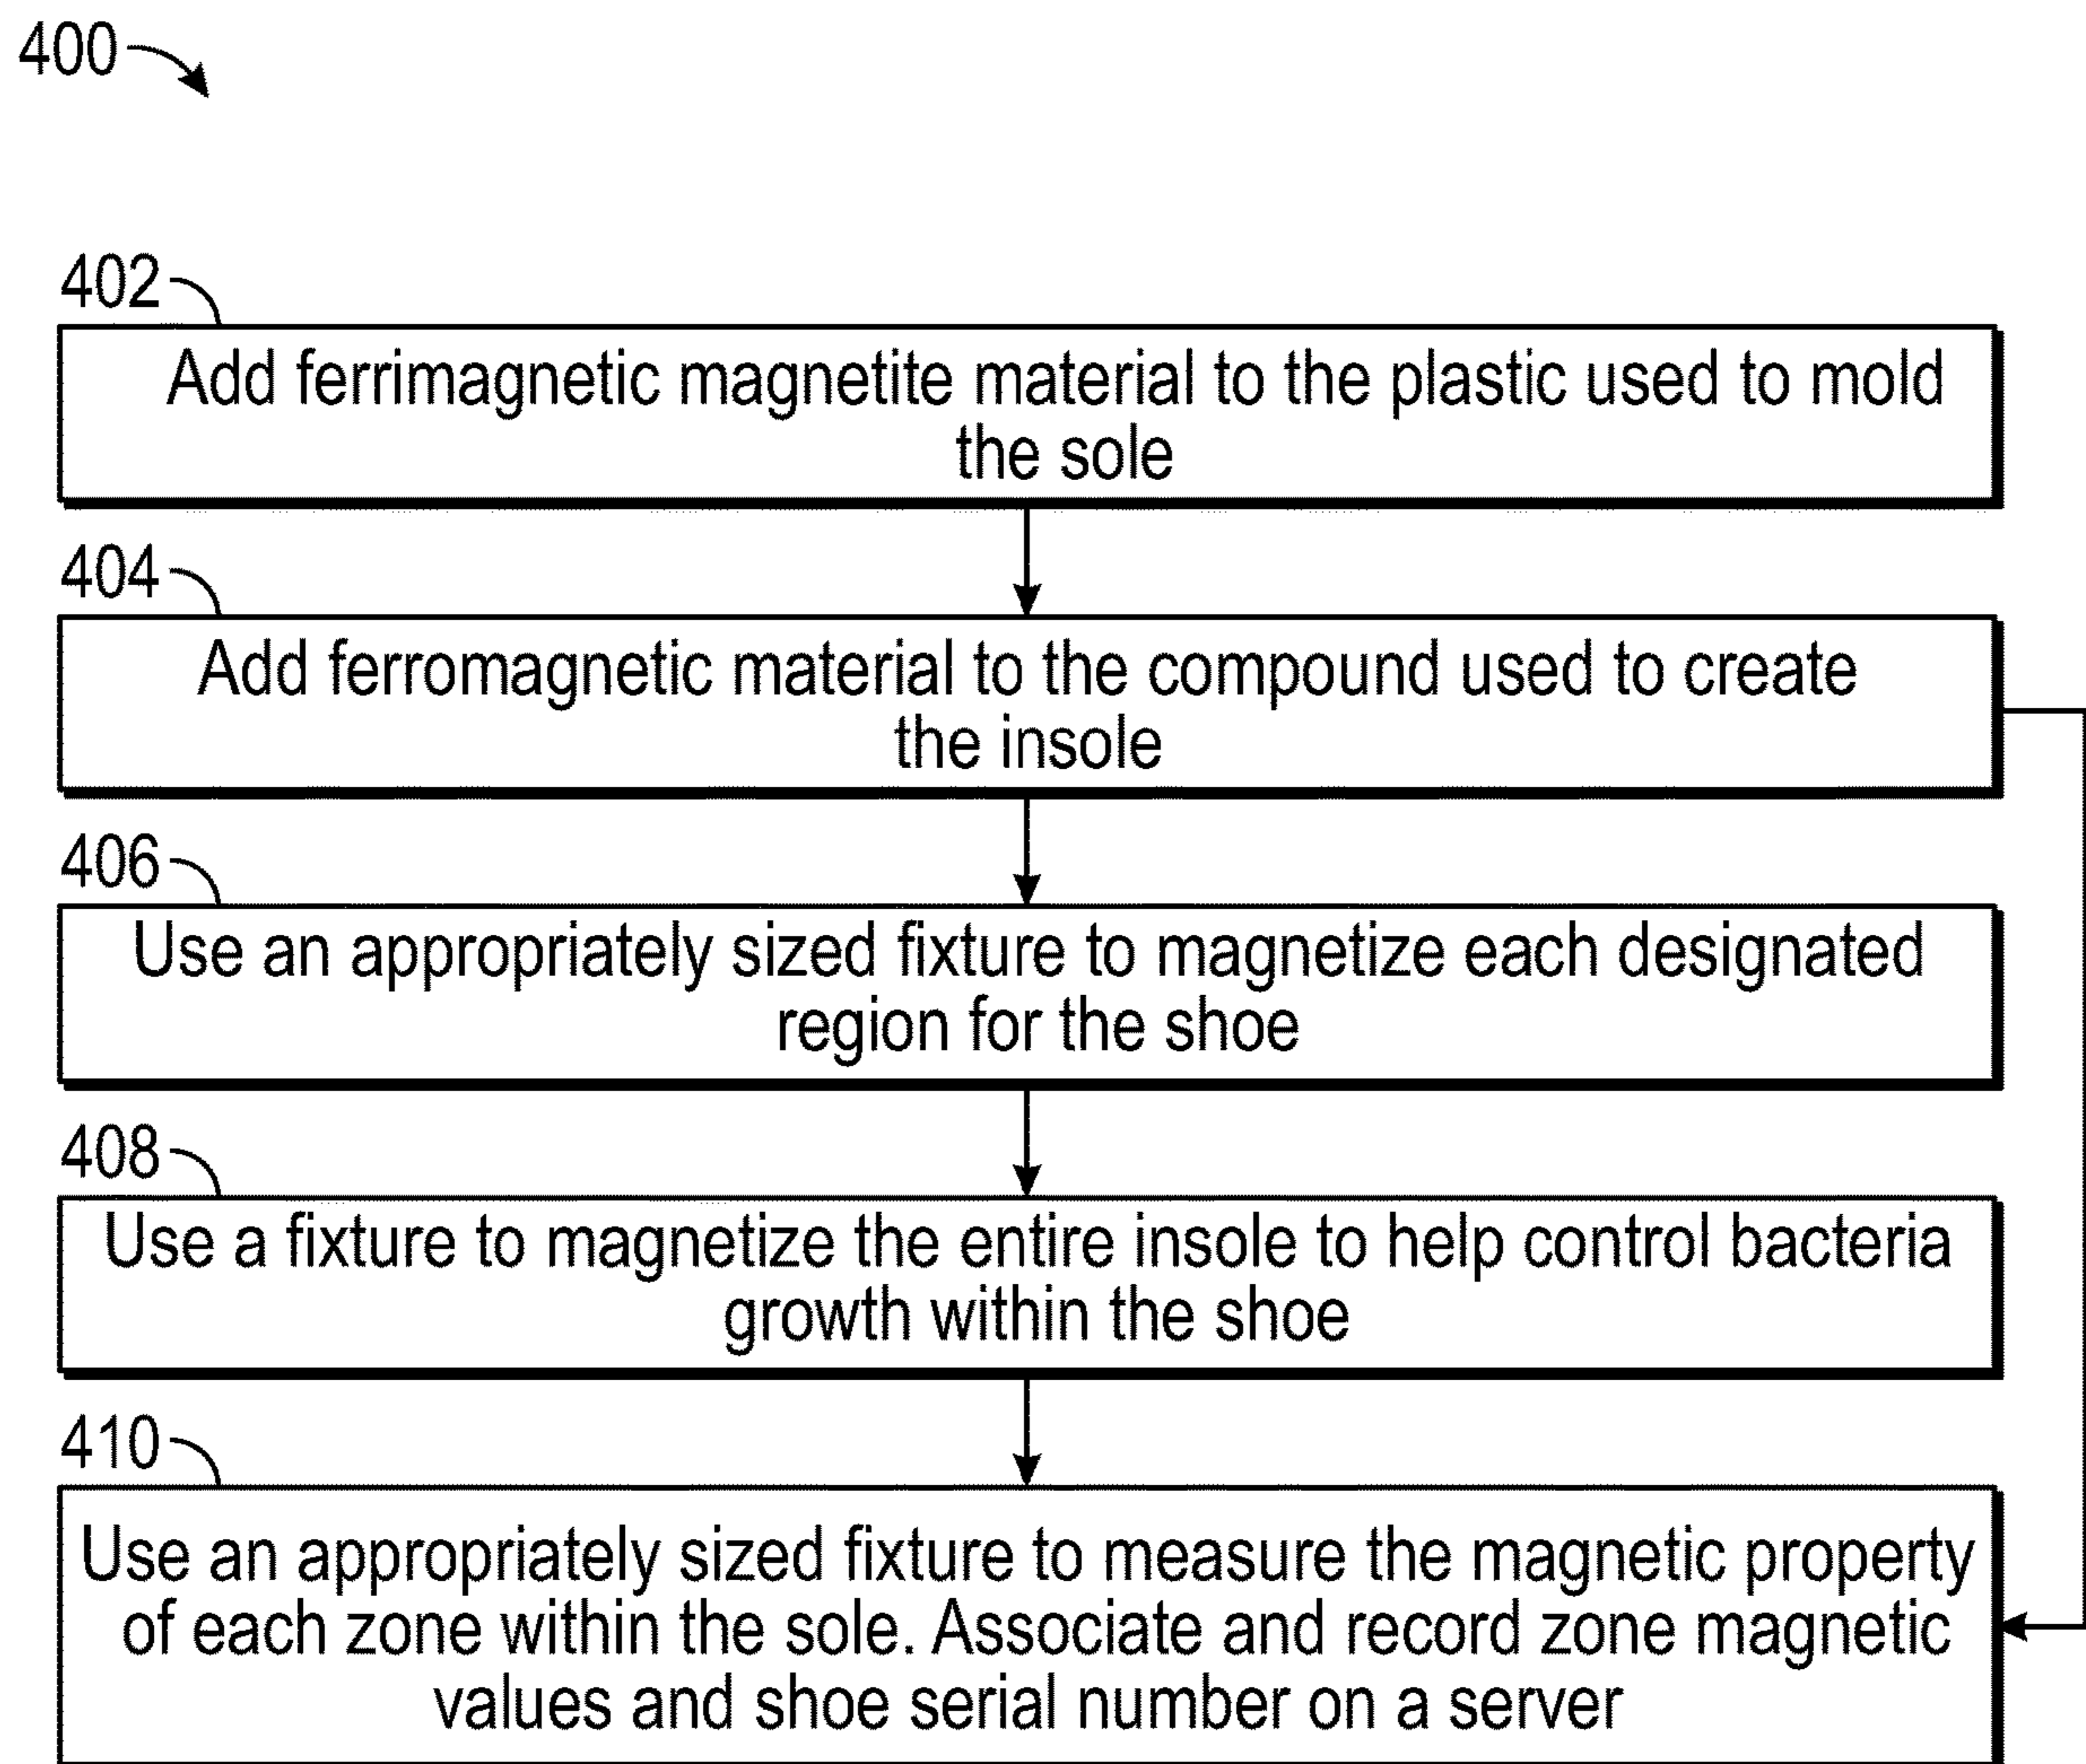 400
402
Add ferrimagnetic magnetite material to the plastic used to mold
the sole
404
Add ferromagnetic material to the compound used to create
the insole
406
Use an appropriately sized fixture to magnetize each designated
region for the shoe
408
Use a fixture to magnetize the entire insole to help control bacteria
growth within the shoe
410
Use an appropriately sized fixture to measure the magnetic property
of each zone within the sole. Associate and record zone magnetic
values and shoe serial number on a server